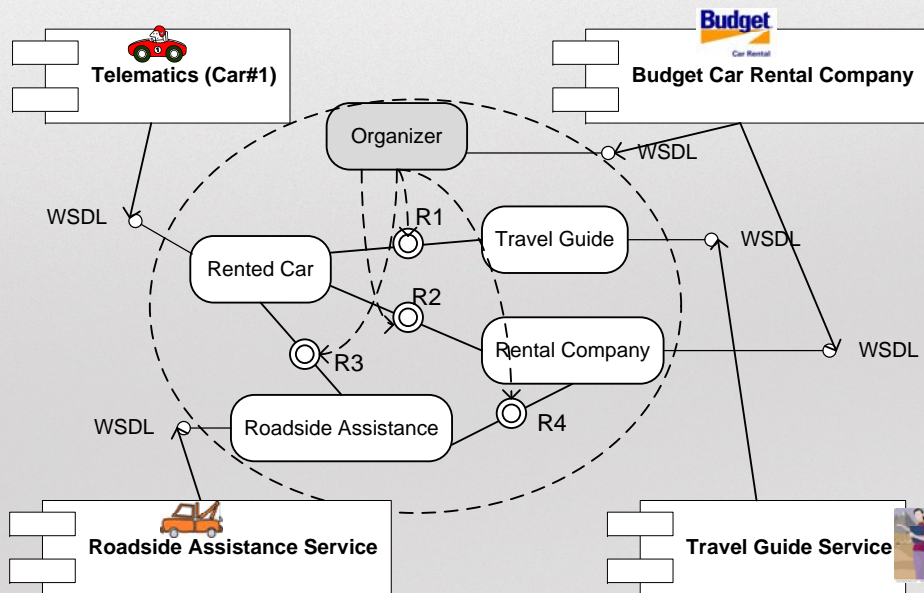 Budget
Car Rental
Telematics (Car#1)
Budget Car Rental Company
Organizer
WSDL
WSDL
R1
Travel Guide
WSDL
Rented Car
R2
Rental Company
WSDL
R3
R4
WSDL
Roadside Assistance
Roadside Assistance Service
Travel Guide Service